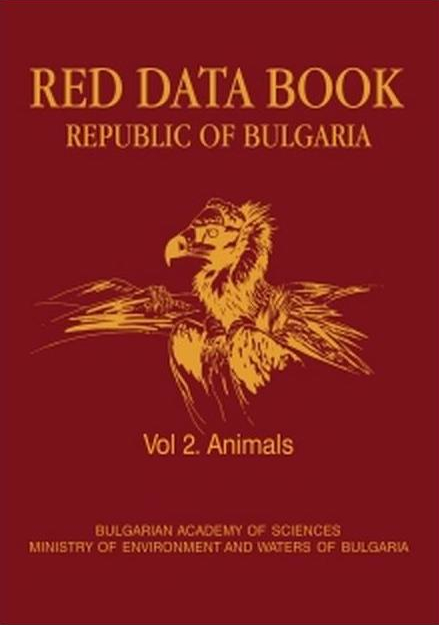 RED DATA BOOK
REPUBLIC OF BULGARIA
Vol 2. Animals
BULGARIAN ACADEMY OF SCIENCES
MINISTRY OF ENVIRONMENT AND WATERS OF BULGARIA